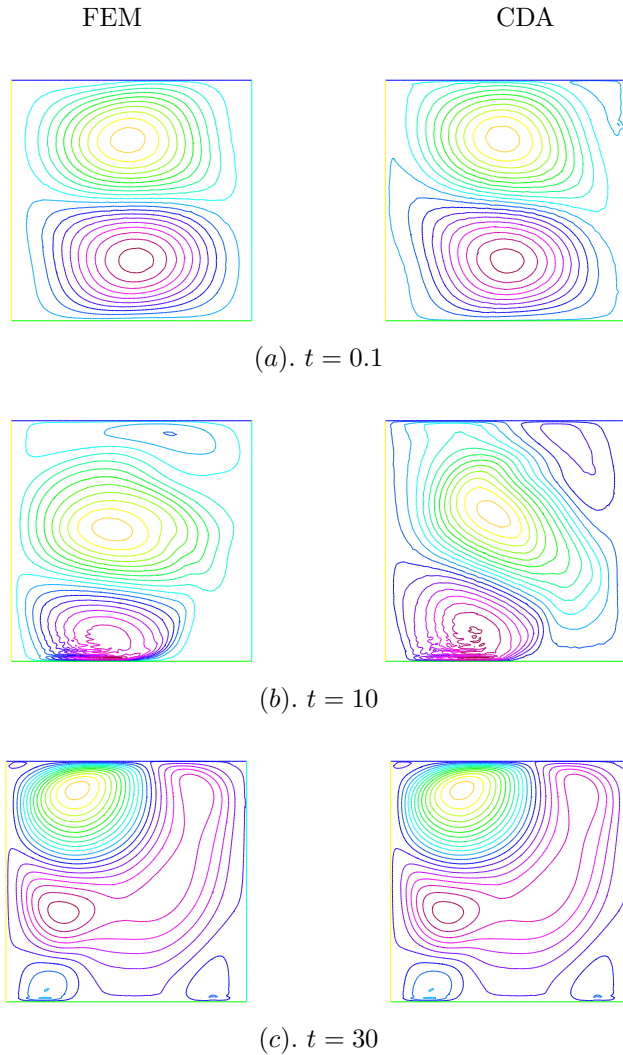 FEM CDA
(a). t = 0.1
(b). t = 10
(c). t = 30